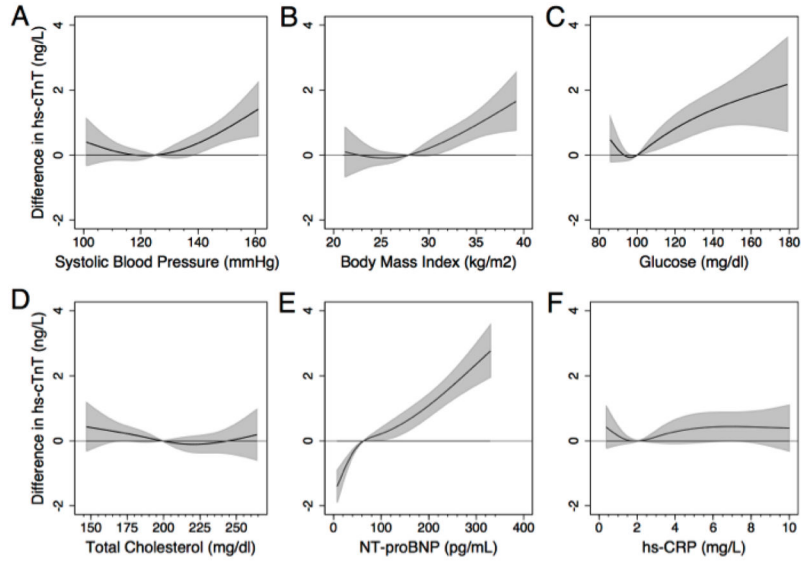 A
B
C
Difference in hs-cTnT (ng/L)
4
2
0
-2
100 120 140 160
Systolic Blood Pressure (mmHg)
4
2
0
-2
20 25 30 35 40
Body Mass Index (kg/m2)
4
2
0
-2
80 100 120 140 160 180
Glucose (mg/dl)
D
E
F
Difference in hs-cTnT (ng/L)
4
2
0
-2
150 175 200 225 250
Total Cholesterol (mg/dl)
4
2
0
-2
0 100 200 300 400
NT-proBNP (pg/mL)
4
2
0
-2
0 2 4 6 8 10
hs-CRP (mg/L)